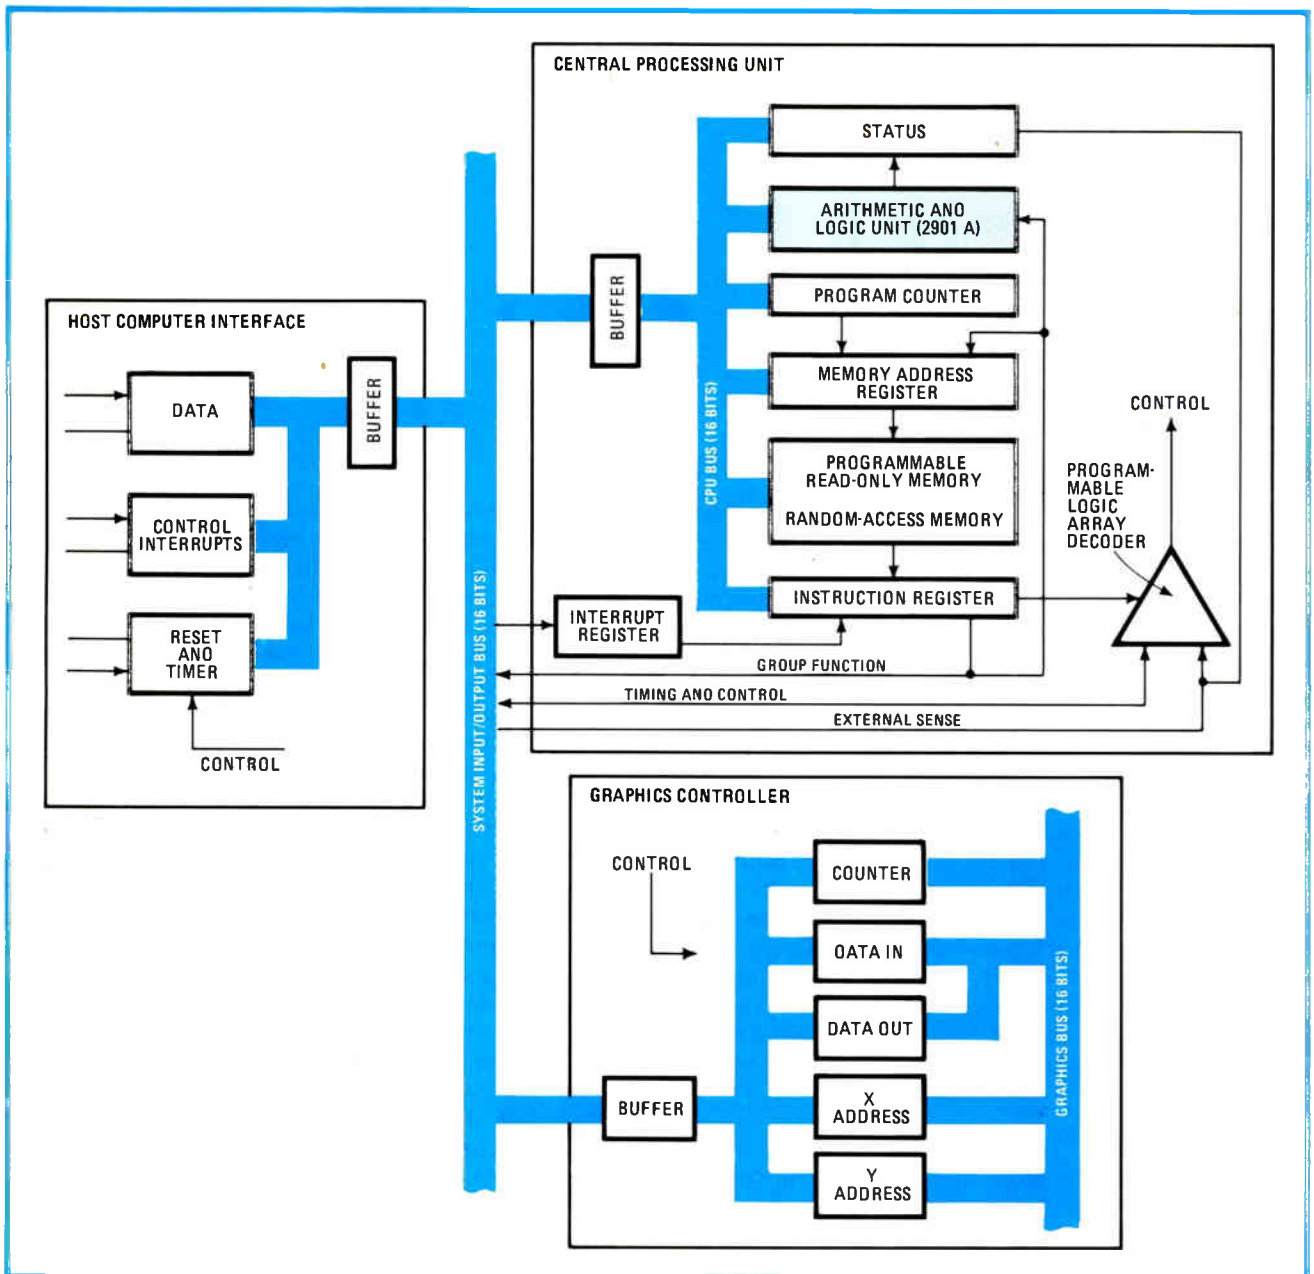 CENTRAL PROCESSING UNIT
STATUS
ARITHMETIC ANO
LOGIC UNIT (2901 A)
PROGRAM COUNTER
MEMORY ADDRESS
REGISTER
PROGRAMMABLE
READ-ONLY MEMORY
RANDOM-ACCESS MEMORY
INSTRUCTION REGISTER
BUFFER
CPU BUS (16 BITS)
CONTROL
PROGRAM-
MABLE
LOGIC
ARRAY
DECODER
INTERRUPT
REGISTER
GROUP FUNCTION
TIMING AND CONTROL
EXTERNAL SENSE
HOST COMPUTER INTERFACE
DATA
BUFFER
CONTROL
INTERRUPTS
RESET
AND
TIMER
CONTROL
SYSTEM INPUT/OUTPUT BUS (16 BITS)
GRAPHICS CONTROLLER
CONTROL
COUNTER
OATA IN
DATA OUT
BUFFER
X
ADDRESS
Y
ADDRESS
GRAPHICS BUS (16 BITS)